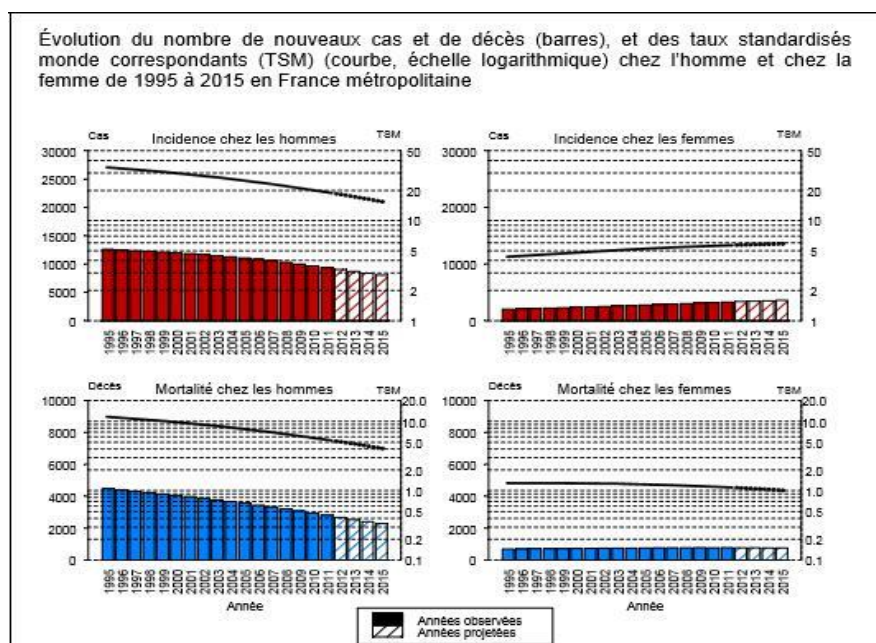 Évolution du nombre de nouveaux cas et de décès (barres), et des taux standardisés
monde correspondants (TSM) (courbe, échelle logarithmique) chez l'homme et chez la
femme de 1995 à 2015 en France métropolitaine
Cas Incidence chez les hommes TSM
30000 50
25000
20 20000
15000 10
10000 5
5000 2
0 1
1995 1996 1997 1998 1999 2000 2001 2002 2003 2004 2005 2006 2007 2008 2009 2010 2011 2012 2013 2014 2015
Cas Incidence chez les femmes TSM
30000 50
25000
20 20000
15000 10
10000 5
5000 2
0 1
1995 1996 1997 1998 1999 2000 2001 2002 2003 2004 2005 2006 2007 2008 2009 2010 2011 2012 2013 2014 2015
Décès Mortalité chez les hommes TSM
10000 20.0
8000 10.0
6000 5.0
2.0
4000 1.0
2000 0.5
0.2
0 0.1
1995 1996 1997 1998 1999 2000 2001 2002 2003 2004 2005 2006 2007 2008 2009 2010 2011 2012 2013 2014 2015
Année
Décès Mortalité chez les femmes TSM
10000 20.0
8000 10.0
6000 5.0
2.0
4000 1.0
2000 0.5
0.2
0 0.1
1995 1996 1997 1998 1999 2000 2001 2002 2003 2004 2005 2006 2007 2008 2009 2010 2011 2012 2013 2014 2015
Année
Années observées
Années projetées